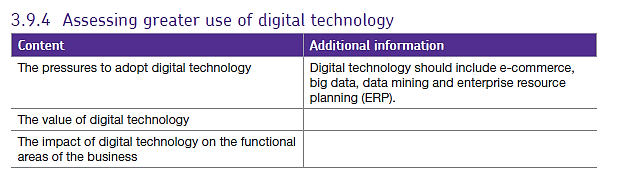 3.9.4 Assessing greater use of digital technology
Content
Additional information
The pressures to adopt digital technology
Digital technology should include e-commerce,
big data, data mining and enterprise resource
planning (ERP).
The value of digital technology
The impact of digital technology on the functional
areas of the business